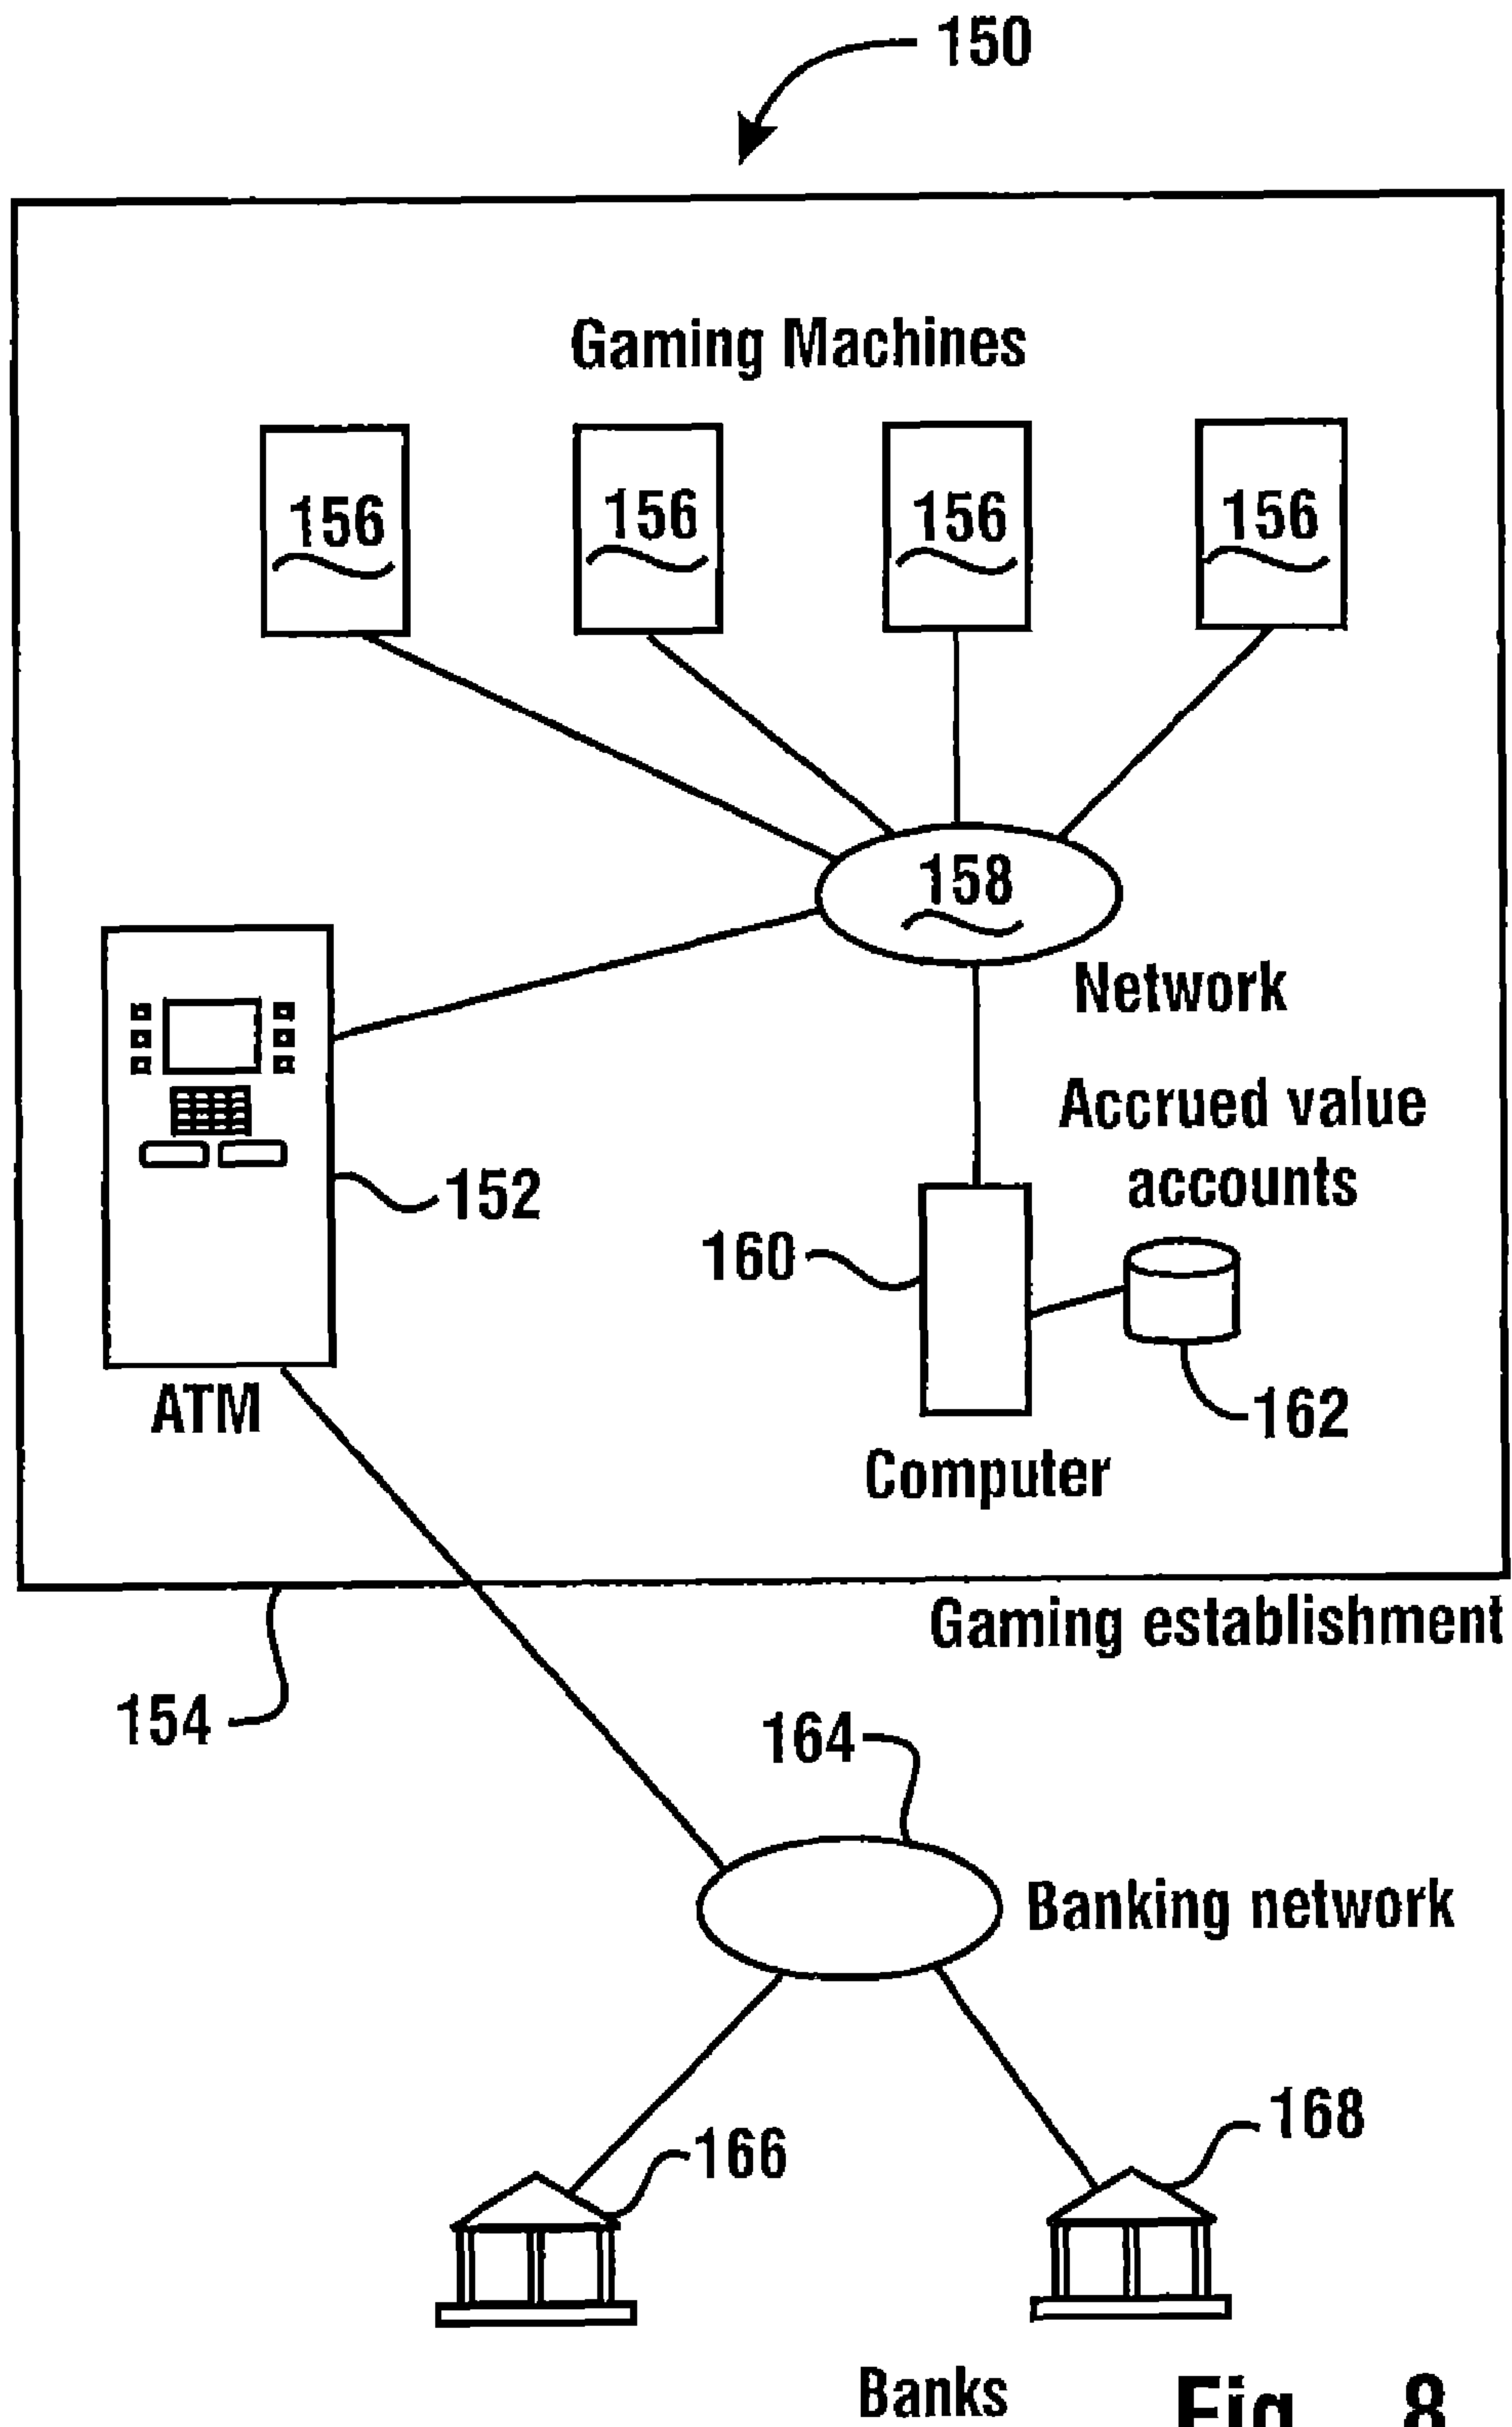 150
Gaming Machines
156 156 156 156
158
Network
Accrued value
accounts
152
160
162
ATM
Computer
Gaming establishment
154
164
Banking network
166
168
Banks
Fig. 8